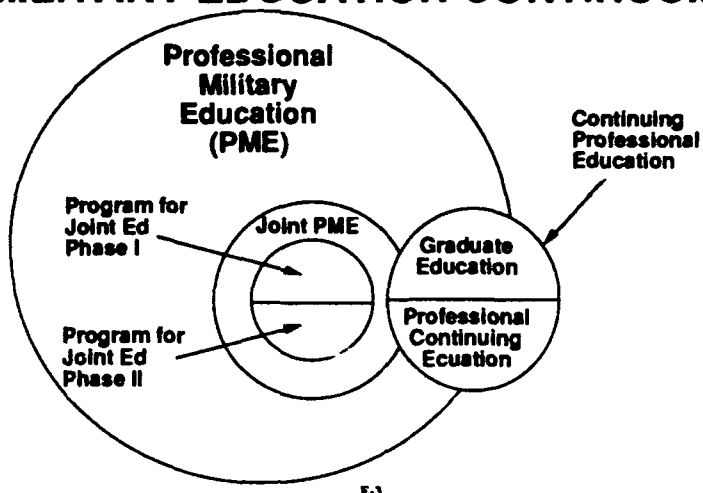 MILITARY EDUCATION CONTINUUM
Professional
Military
Education
(PME)
Continuing
Professional
Education
Program for
Joint Ed
Phase I
Joint PME
Graduate
Education
Program for
Joint Ed
Phase II
Professional
Continuing
Ecuation